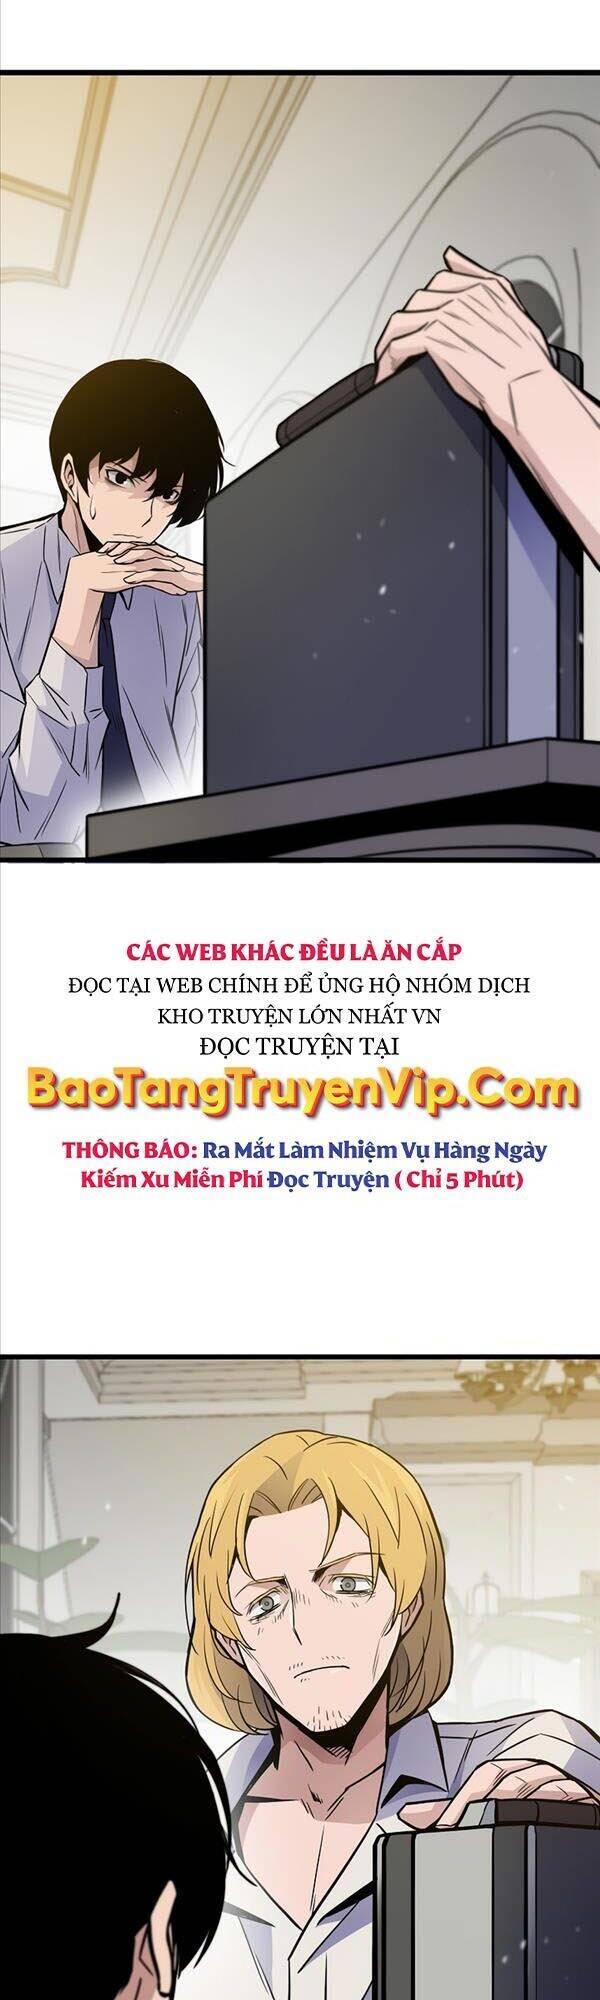 CÁC WEB KHÁC ĐỀU LÀ ĂN CẮP
ĐỌC TẠI WEB CHÍNH ĐỂ ỦNG HỘ NHÓM DỊCH
KHO TRUYỆN LỚN NHẤT VN
ĐỌC TRUYỆN TẠI
BaoTangTruyenVip.Com
THÔNG BÁO: Ra Mắt Làm Nhiệm Vụ Hàng Ngày
Kiếm Xu Miễn Phí Đọc Truyện ( Chỉ 5 Phút)